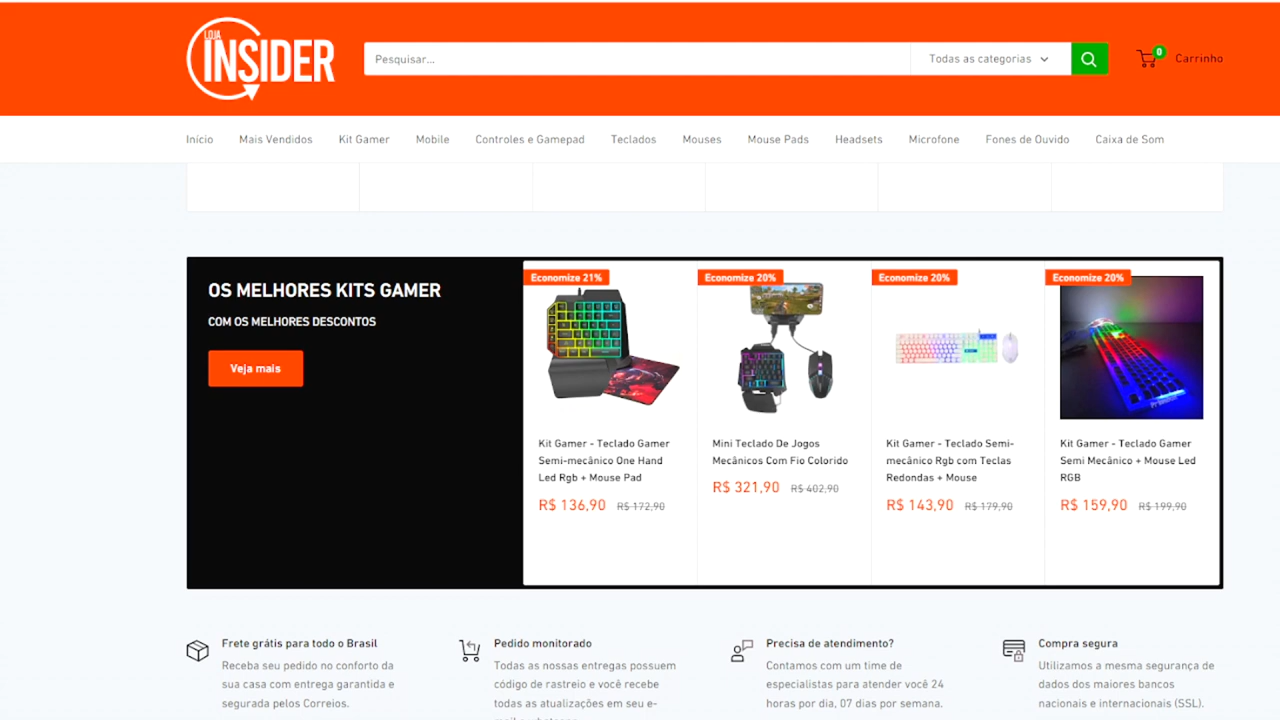 LOJA
INSIDER
Pesquisar...
Todas as categorias
0
Carrinho
Início
Mais Vendidos
Kit Gamer
Mobile
Controles e Gamepad
Teclados
Mouses
Mouse Pads
Headsets
Microfone
Fones de Ouvido
Caixa de Som
OS MELHORES KITS GAMER
COM OS MELHORES DESCONTOS
Veja mais
Economize 21%
Kit Gamer - Teclado Gamer
Semi-mecânico One Hand
Led Rgb + Mouse Pad
R$ 136,90 R$ 172,90
Economize 20%
Mini Teclado De Jogos
Mecânicos Com Fio Colorido
R$ 321,90 R$ 402,90
Economize 20%
Kit Gamer - Teclado Semi-
mecânico Rgb com Teclas
Redondas + Mouse
R$ 143,90 R$ 179,90
Economize 20%
Kit Gamer - Teclado Gamer
Semi Mecânico + Mouse Led
RGB
R$ 159,90 R$ 199,90
Frete grátis para todo o Brasil
Receba seu pedido no conforto da
sua casa com entrega garantida e
segurada pelos Correios.
Pedido monitorado
Todas as nossas entregas possuem
código de rastreio e você recebe
todas as atualizações em seu e-
mail e whatsapp.
Precisa de atendimento?
Contamos com um time de
especialistas para atender você 24
horas por dia, 07 dias por semana.
Compra segura
Utilizamos a mesma segurança de
dados dos maiores bancos
nacionais e internacionais (SSL).